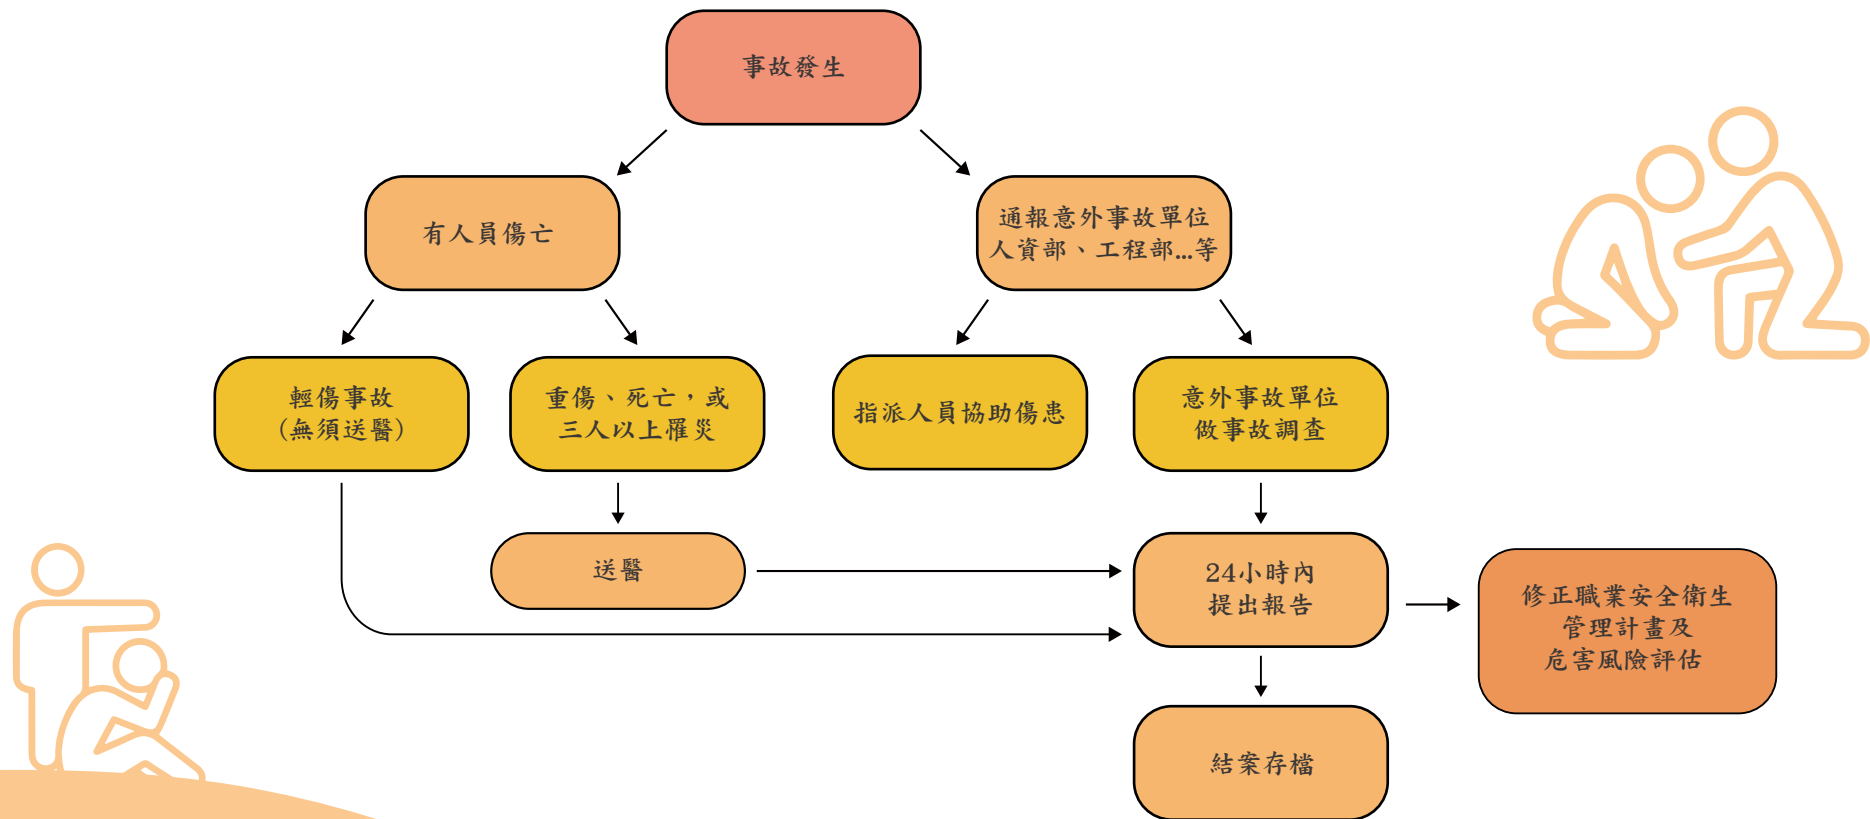 事故發生
有人員傷亡
通報意外事故單位
人資部、工程部...等
輕傷事故
(無須送醫)
重傷、死亡，或
三人以上罹災
指派人員協助傷患
意外事故單位
做事故調查
送醫
24小時內
提出報告
修正職業安全衛生
管理計畫及
危害風險評估
結案存檔